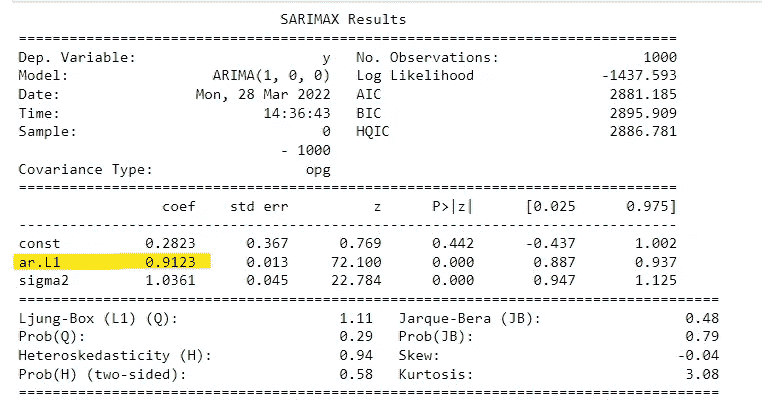 SARIMAX Results
==============================================================================
Dep. Variable: y No. Observations: 1000
Model: ARIMA(1, 0, 0) Log Likelihood -1437.593
Date: Mon, 28 Mar 2022 AIC 2881.185
Time: 14:36:43 BIC 2895.909
Sample: 0 HQIC 2886.781
- 1000
Covariance Type: opg
==============================================================================
coef std err z P>|z| [0.025 0.975]
------------------------------------------------------------------------------
const 0.2823 0.367 0.769 0.442 -0.437 1.002
ar.L1 0.9123 0.013 72.100 0.000 0.887 0.937
sigma2 1.0361 0.045 22.784 0.000 0.947 1.125
===================================================================================
Ljung-Box (L1) (Q): 1.11 Jarque-Bera (JB): 0.48
Prob(Q): 0.29 Prob(JB): 0.79
Heteroskedasticity (H): 0.94 Skew: -0.04
Prob(H) (two-sided): 0.58 Kurtosis: 3.08
===================================================================================